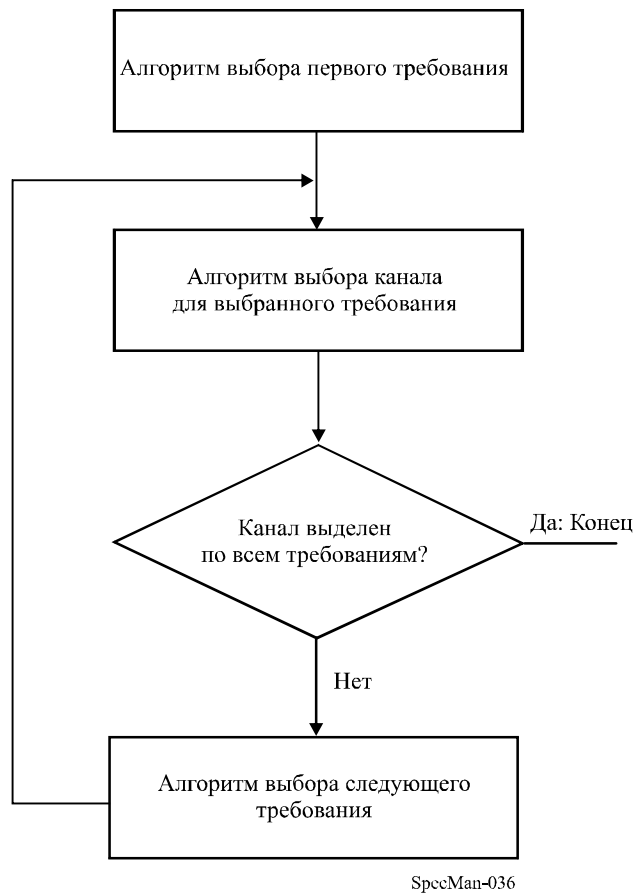 Алгоритм выбора первого требования
Алгоритм выбора канала
для выбранного требования
Канал выделен
по всем требованиям?
Да: Конец
Нет
Алгоритм выбора следующего
требования
SpecMan-036